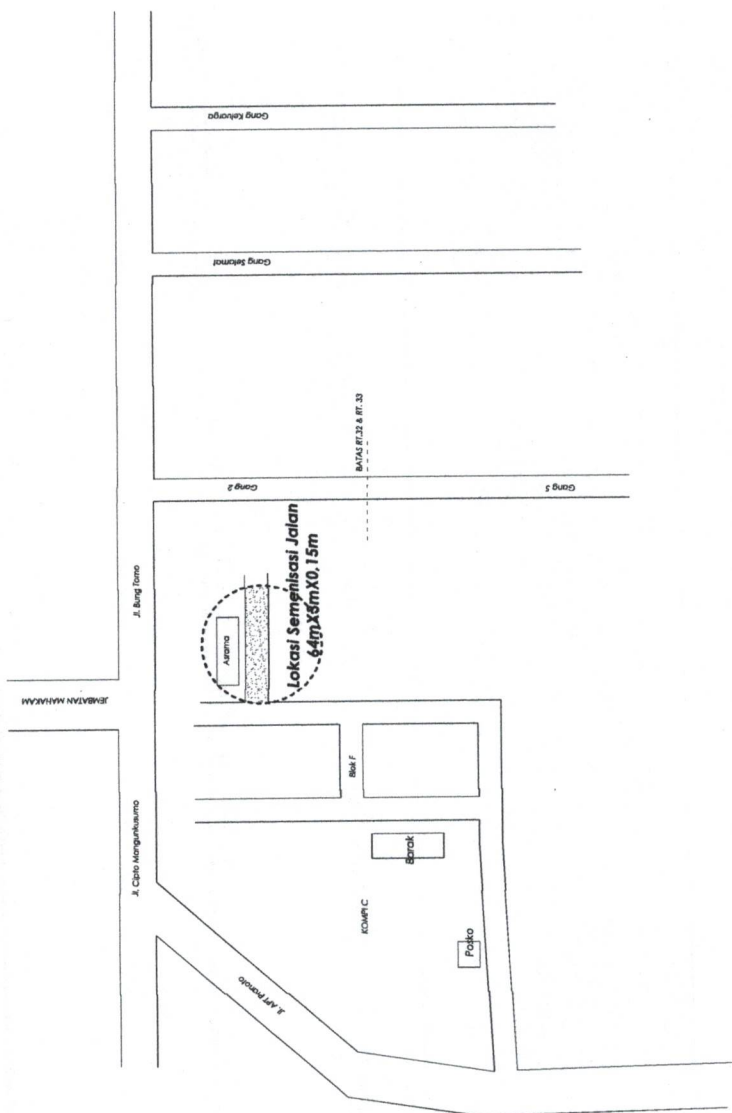 Gang Keluarga
Gang Selamat
BATAS RT.32 & RT. 33
Gang 2
Gang 5
Lokasi Semenisasi Jalan
64mX6mX0,15m
Jl. Bung Tomo
Asrama
JEMBATAN MAHAKAM
Blok F
Jl. Cipto Mangunkusumo
Barak
KOMPI C
Posko
Jl. APT Pranoto